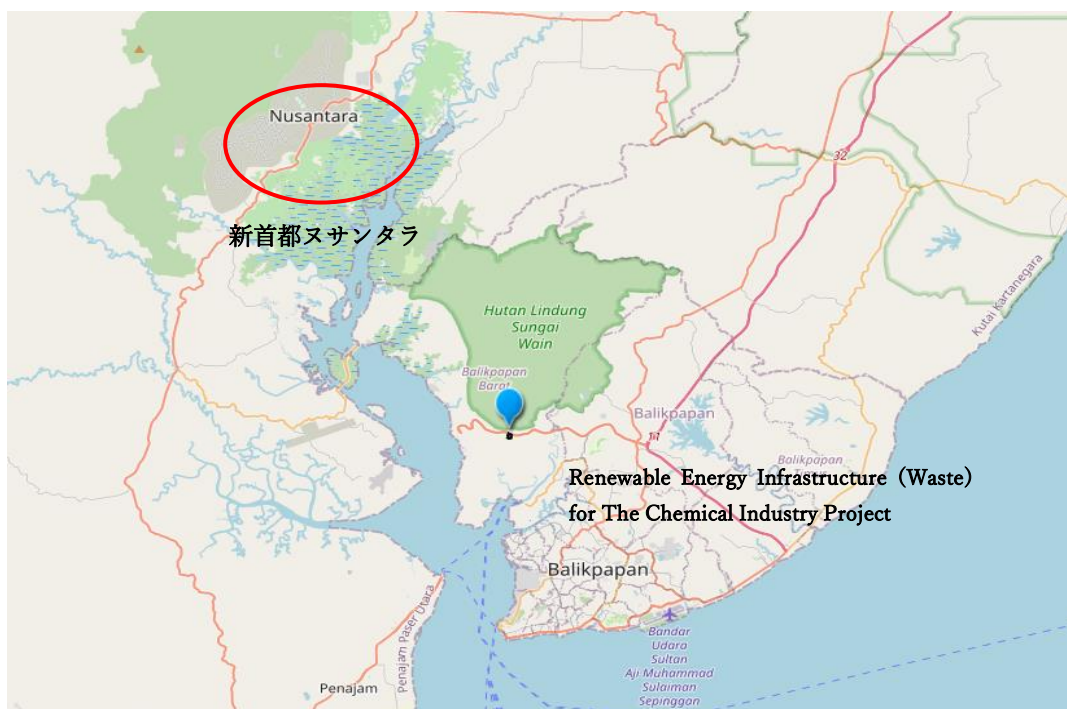 Nusantara
新首都ヌサンタラ
32
Kutai Kartanegara
Hutan Lindung
Sungai
Wain
Balikpapan
Barat
Balikpapan
11
Balikpapan
Timur
Renewable Energy Infrastructure (Waste)
for The Chemical Industry Project
Balikpapan
Penajam Paser Utara
Penajam
Bandar
Udara
Sultan
Aji Muhammad
Sulaiman
Sepinggan